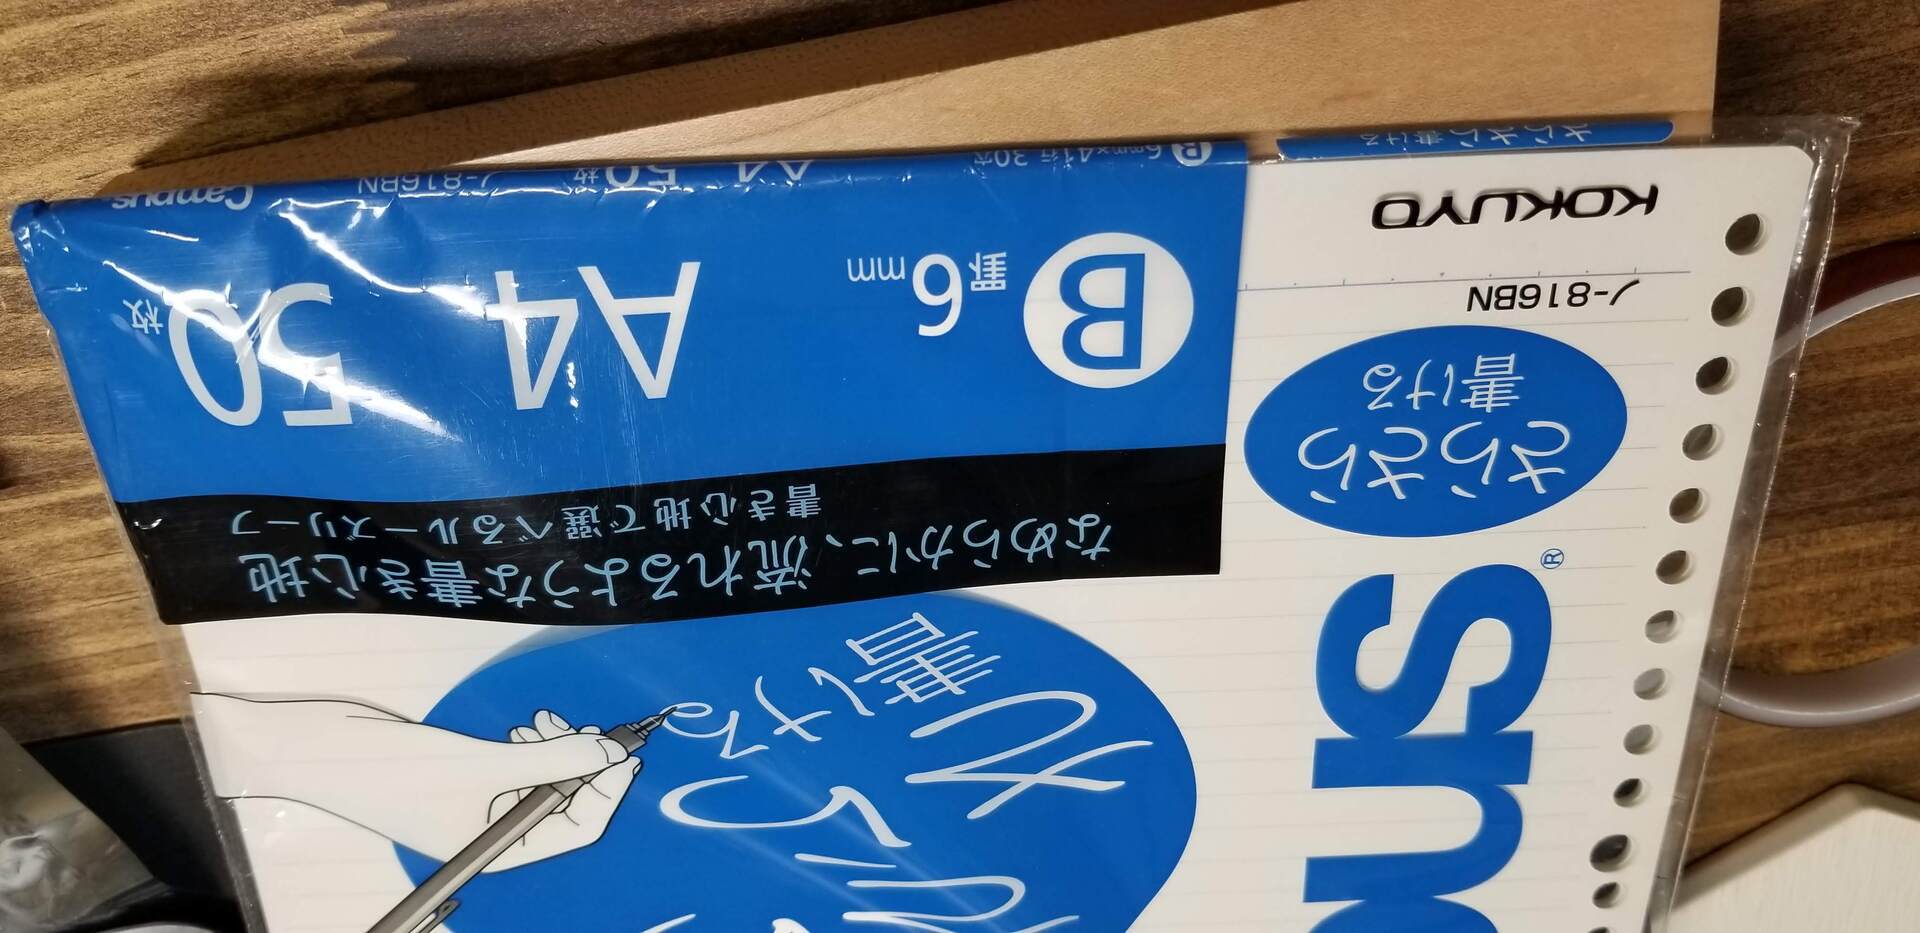 さらさら書ける
B 6mm×41行 30穴
A4 50枚
ノ-816BN
Campus
KOKUYO
ノ-816BN
B
罫6mm
A4
50枚
さらさら
書ける
なめらかに、流れるような書き心地
書き心地で選べるルーズリーフ
書ける
®